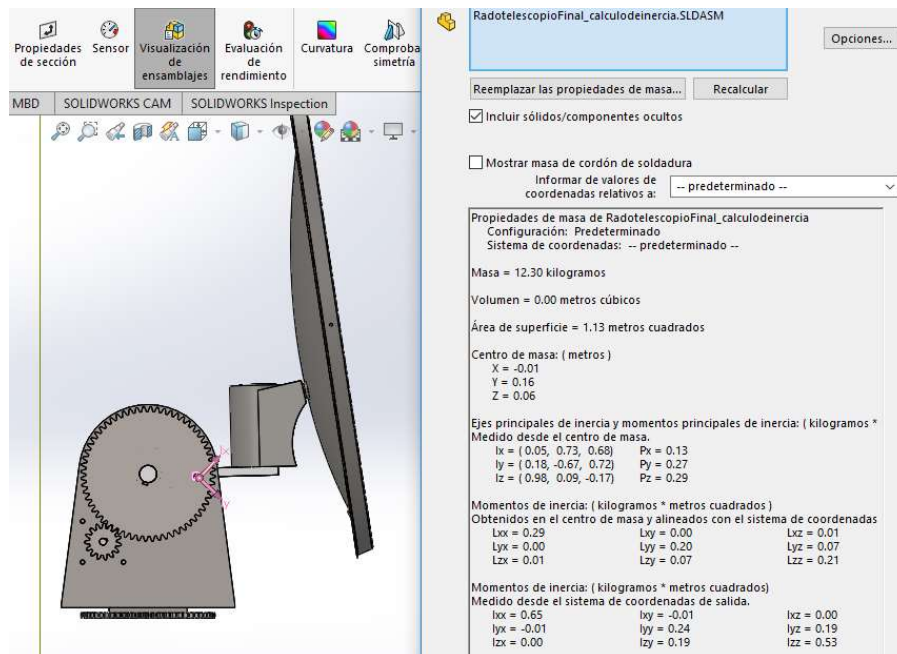 Propiedades de sección
Sensor
Visualización de ensamblajes
Evaluación de rendimiento
Curvatura
Comproba simetría
MBD
SOLIDWORKS CAM
SOLIDWORKS Inspection
RadotelescopioFinal_calculodeinercia.SLDASM
Opciones...
Reemplazar las propiedades de masa...
Recalcular
Incluir sólidos/componentes ocultos
Mostrar masa de cordón de soldadura
Informar de valores de
coordenadas relativos a:
-- predeterminado --
Propiedades de masa de RadotelescopioFinal_calculodeinercia
Configuración: Predeterminado
Sistema de coordenadas: -- predeterminado --
Masa = 12.30 kilogramos
Volumen = 0.00 metros cúbicos
Área de superficie = 1.13 metros cuadrados
Centro de masa: ( metros )
X = -0.01
Y = 0.16
Z = 0.06
Ejes principales de inercia y momentos principales de inercia: ( kilogramos *
Medido desde el centro de masa.
Ix = ( 0.05, 0.73, 0.68) Px = 0.13
Iy = ( 0.18, -0.67, 0.72) Py = 0.27
Iz = ( 0.98, 0.09, -0.17) Pz = 0.29
Momentos de inercia: ( kilogramos * metros cuadrados )
Obtenidos en el centro de masa y alineados con el sistema de coordenadas
Lxx = 0.29 Lxy = 0.00 Lxz = 0.01
Lyx = 0.00 Lyy = 0.20 Lyz = 0.07
Lzx = 0.01 Lzy = 0.07 Lzz = 0.21
Momentos de inercia: ( kilogramos * metros cuadrados)
Medido desde el sistema de coordenadas de salida.
Ixx = 0.65 Ixy = -0.01 Ixz = 0.00
Iyx = -0.01 Iyy = 0.24 Iyz = 0.19
Izx = 0.00 Izy = 0.19 Izz = 0.53